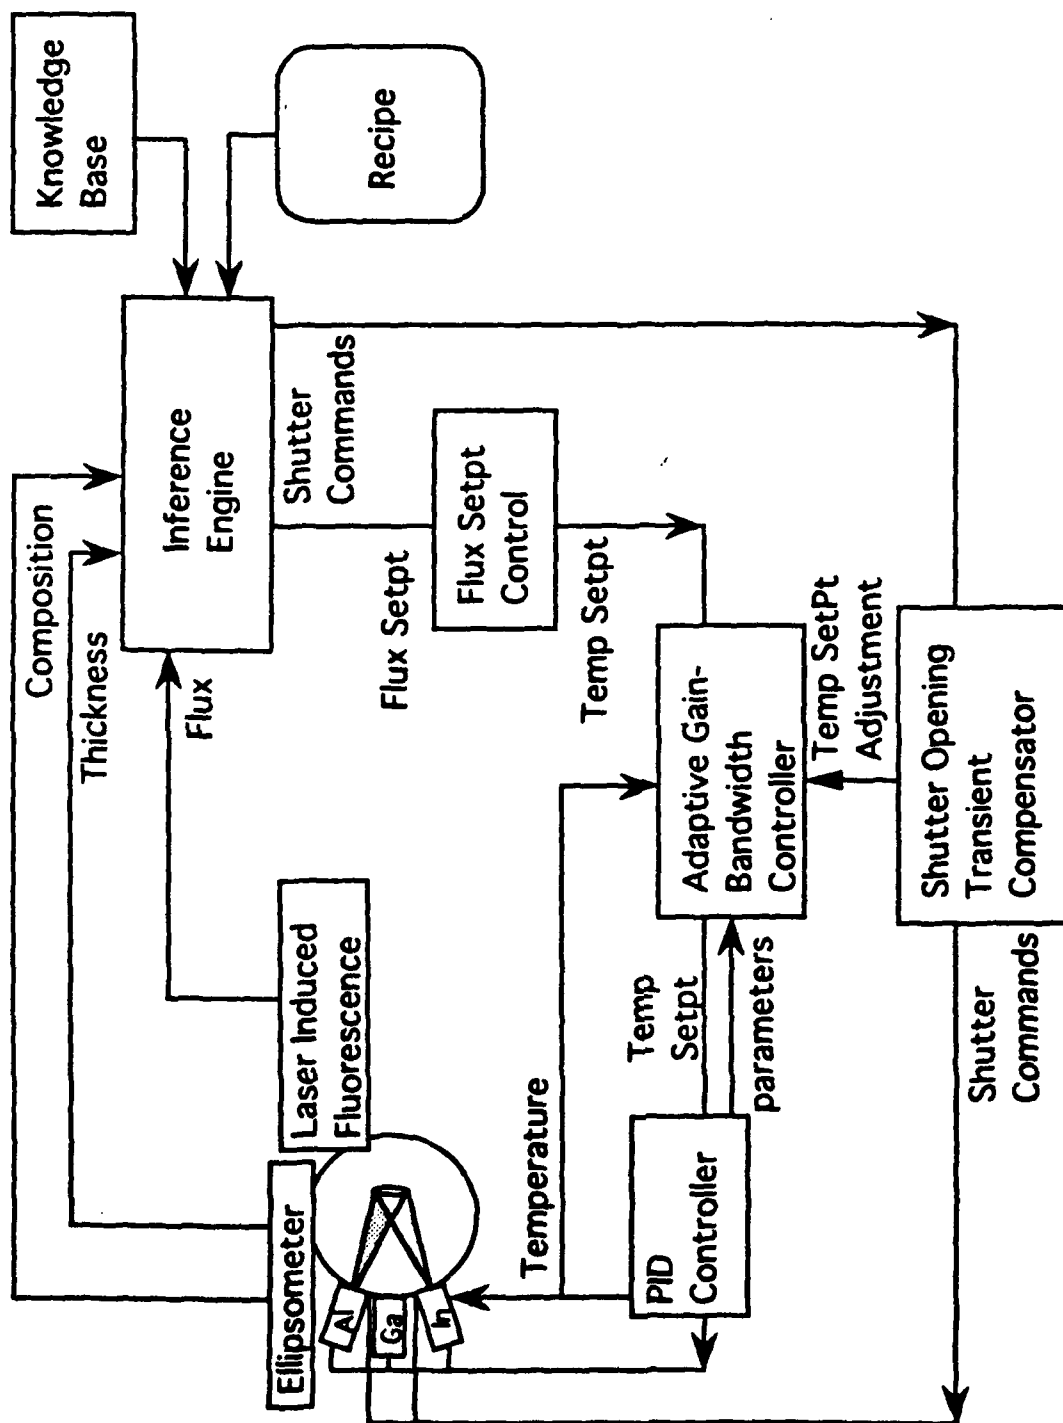 Knowledge
Base
Recipe
Composition
Thickness
Flux
Inference
Engine
Shutter
Commands
Flux Setpt
Flux Setpt
Control
Temp Setpt
Laser Induced
Fluorescence
Ellipsometer
Al
Ga
In
Temperature
PID
Controller
Temp
Setpt
parameters
Adaptive Gain-
Bandwidth
Controller
Temp SetPt
Adjustment
Shutter Opening
Transient
Compensator
Shutter
Commands